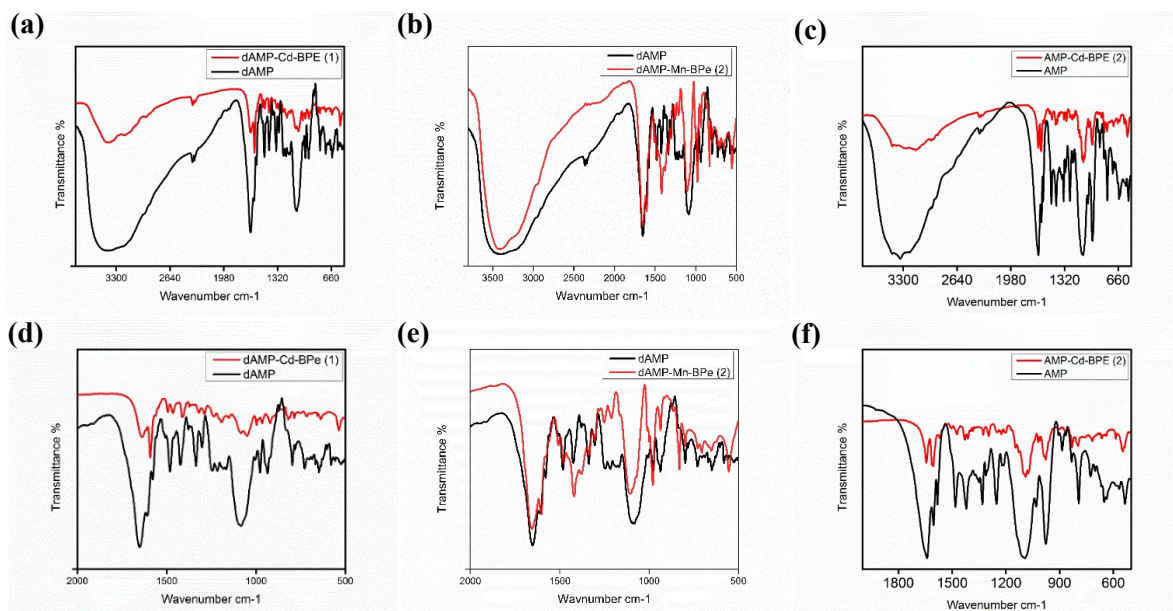 (a)
dAMP-Cd-BPE (1)
dAMP
Transmittance %
3300 2640 1980 1320 660
Wavenumber cm-1
(b)
dAMP
dAMP-Mn-BPe (2)
Transmittance %
3500 3000 2500 2000 1500 1000 500
Wavnumber cm-1
(c)
AMP-Cd-BPE (2)
AMP
Transmittance %
3300 2640 1980 1320 660
Wavenumber cm-1
(d)
dAMP-Cd-BPe (1)
dAMP
Transmittance %
2000 1500 1000 500
Wavenumber cm-1
(e)
dAMP
dAMP-Mn-BPe (2)
Transmittance %
2000 1500 1000 500
Wavenumber cm-1
(f)
AMP-Cd-BPE (2)
AMP
Transmittance %
1800 1500 1200 900 600
Wavenumber cm-1